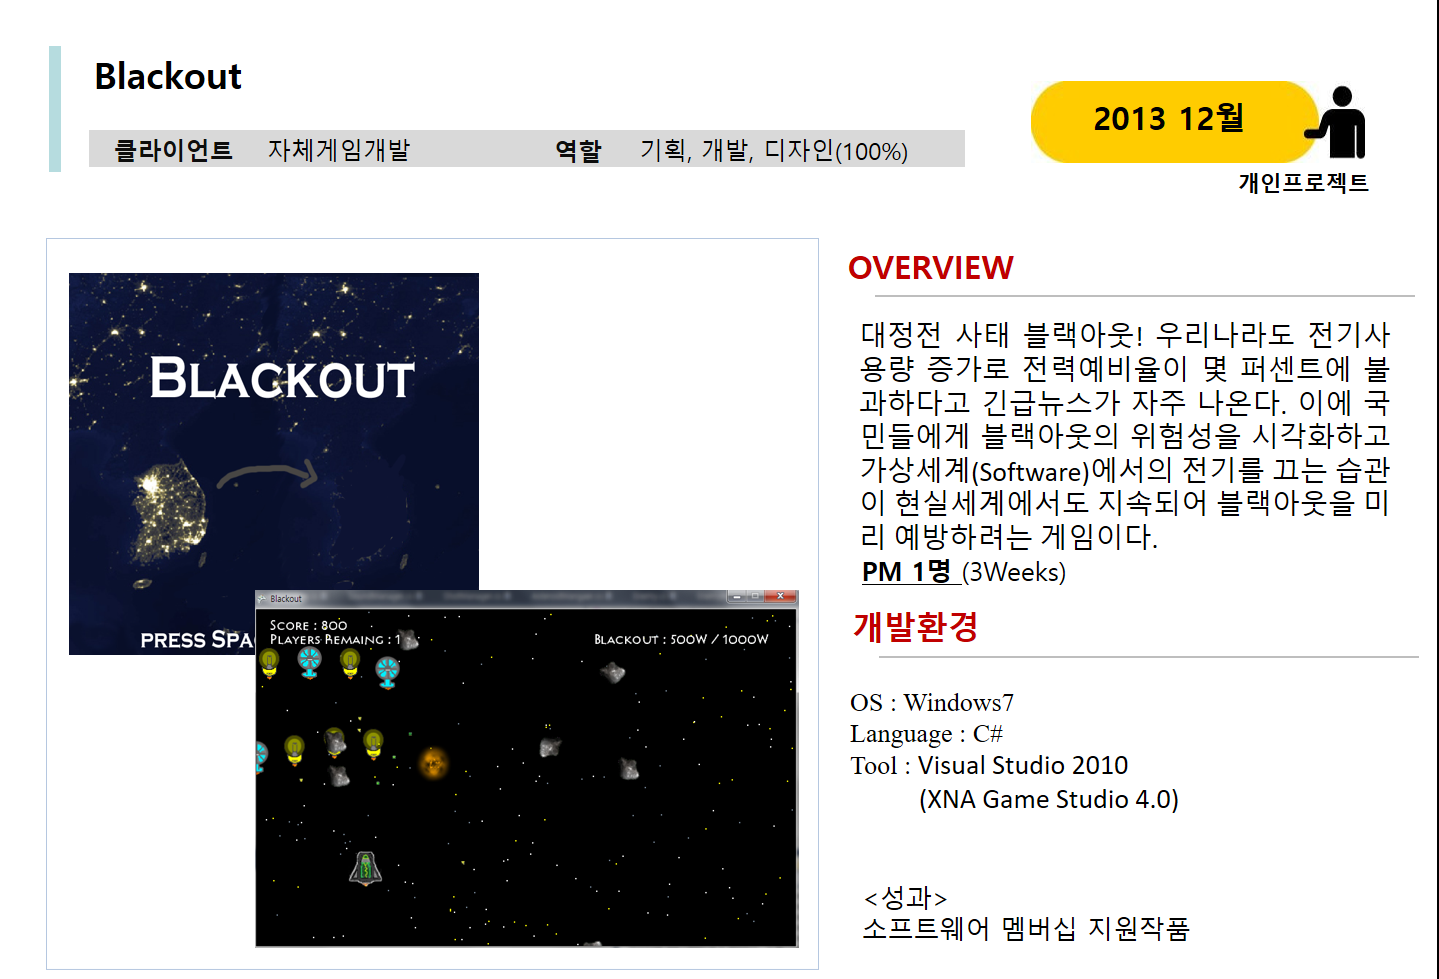 Blackout
클라이언트 자체게임개발 역할 기획, 개발, 디자인(100%)
2013 12월
개인프로젝트
BLACKOUT
PRESS SPA
Blackout
SCORE : 800
PLAYERS REMAING : 1
BLACKOUT : 500W / 1000W
OVERVIEW
대정전 사태 블랙아웃! 우리나라도 전기사
용량 증가로 전력예비율이 몇 퍼센트에 불
과하다고 긴급뉴스가 자주 나온다. 이에 국
민들에게 블랙아웃의 위험성을 시각화하고
가상세계(Software)에서의 전기를 끄는 습관
이 현실세계에서도 지속되어 블랙아웃을 미
리 예방하려는 게임이다.
PM 1명 (3Weeks)
개발환경
OS : Windows7
Language : C#
Tool : Visual Studio 2010
(XNA Game Studio 4.0)
<성과>
소프트웨어 멤버십 지원작품